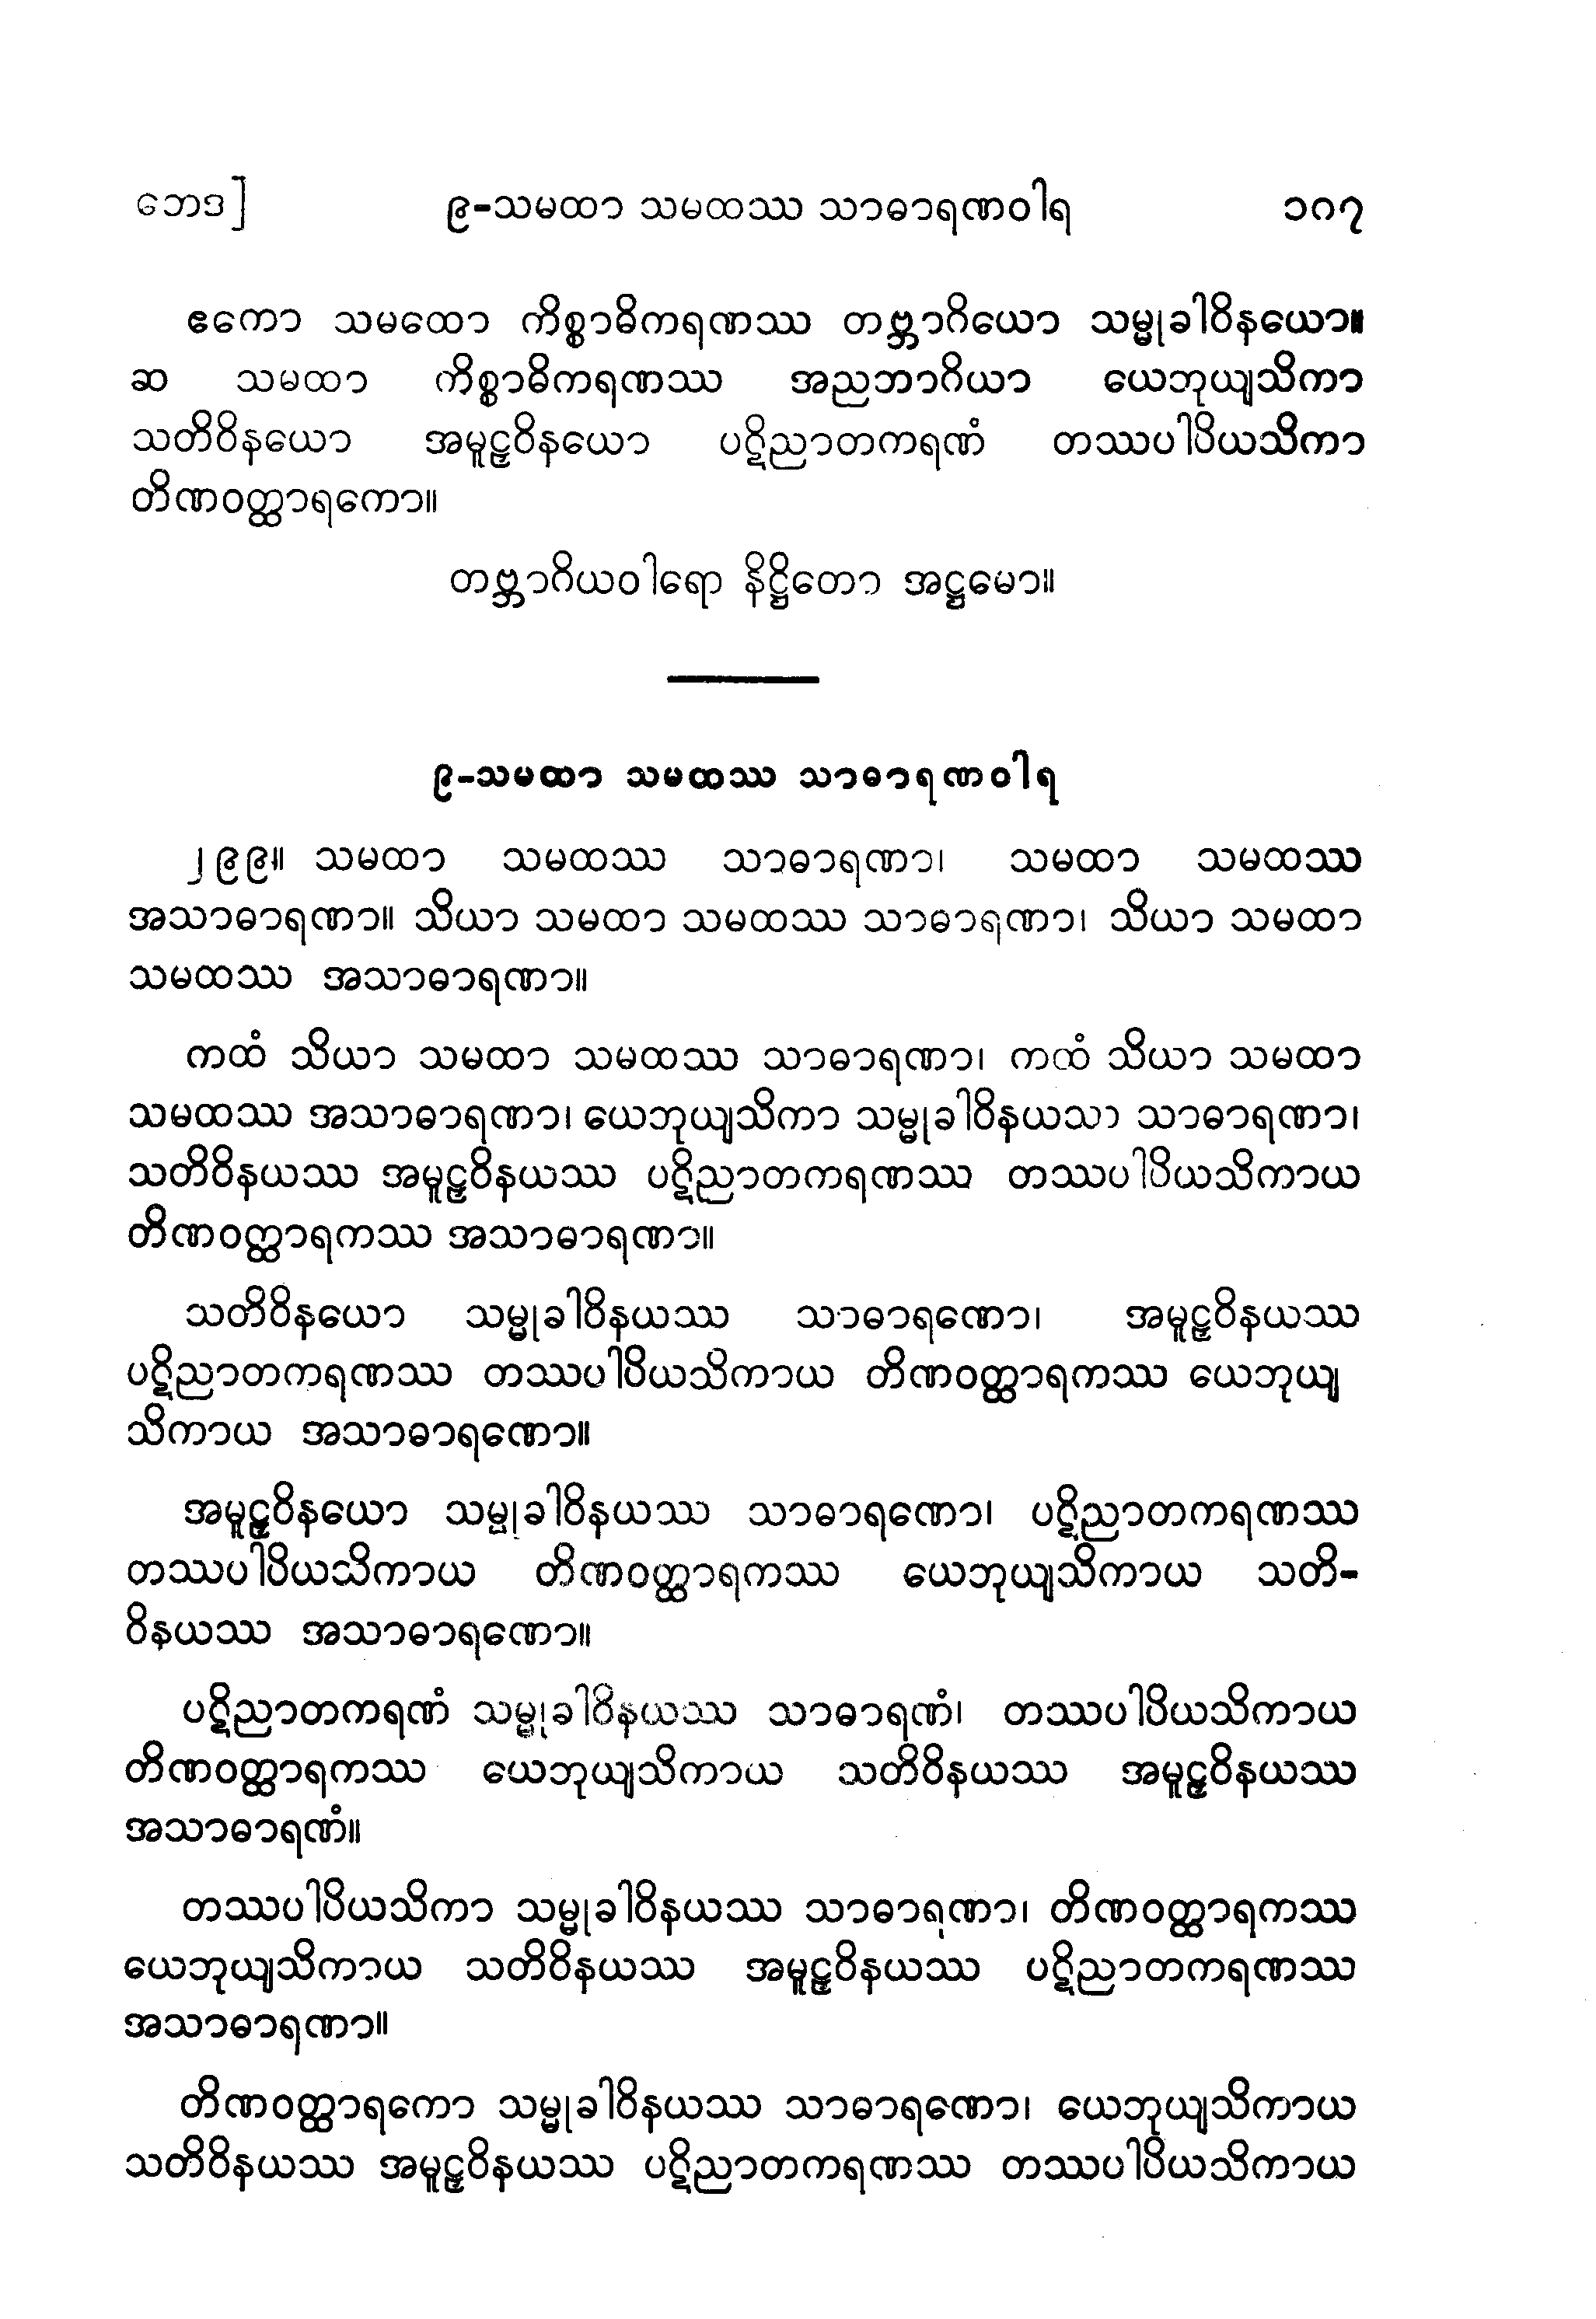 ဘေဒ] ၉-သမထာ သမထဿ သာဓာရဏဝါရ ၁၈၇
ဧကော သမထော ကိစ္စာဓိကရဏဿ တဗ္ဘာဂိယော သမ္မုခါဝိနယော။
ဆ သမထာ ကိစ္စာဓိကရဏဿ အညဘာဂိယာ ယေဘုယျသိကာ
သတိဝိနယော အမူဠှဝိနယော ပဋိညာတကရဏံ တဿပါပိယသိကာ
တိဏဝတ္ထာရကော။
တဗ္ဘာဂိယဝါရော နိဋ္ဌိတော အဋ္ဌမော။
၉-သမထာ သမထဿ သာဓာရဏဝါရ
၂၉၉။ သမထာ သမထဿ သာဓာရဏာ၊ သမထာ သမထဿ
အသာဓာရဏာ။ သိယာ သမထာ သမထဿ သာဓာရဏာ၊ သိယာ သမထာ
သမထဿ အသာဓာရဏာ။
ကထံ သိယာ သမထာ သမထဿ သာဓာရဏာ၊ ကထံ သိယာ သမထာ
သမထဿ အသာဓာရဏာ၊ ယေဘုယျသိကာ သမ္မုခါဝိနယဿ သာဓာရဏာ၊
သတိဝိနယဿ အမူဠှဝိနယဿ ပဋိညာတကရဏဿ တဿပါပိယသိကာယ
တိဏဝတ္ထာရကဿ အသာဓာရဏာ။
သတိဝိနယော သမ္မုခါဝိနယဿ သာဓာရဏော၊ အမူဠှဝိနယဿ
ပဋိညာတကရဏဿ တဿပါပိယသိကာယ တိဏဝတ္ထာရကဿ ယေဘုယျ
သိကာယ အသာဓာရဏော။
အမူဠှဝိနယော သမ္မုခါဝိနယဿ သာဓာရဏော၊ ပဋိညာတကရဏဿ
တဿပါပိယသိကာယ တိဏဝတ္ထာရကဿ ယေဘုယျသိကာယ သတိ-
ဝိနယဿ အသာဓာရဏော။
ပဋိညာတကရဏံ သမ္မုခါဝိနယဿ သာဓာရဏံ၊ တဿပါပိယသိကာယ
တိဏဝတ္ထာရကဿ ယေဘုယျသိကာယ သတိဝိနယဿ အမူဠှဝိနယဿ
အသာဓာရဏံ။
တဿပါပိယသိကာ သမ္မုခါဝိနယဿ သာဓာရဏာ၊ တိဏဝတ္ထာရကဿ
ယေဘုယျသိကာယ သတိဝိနယဿ အမူဠှဝိနယဿ ပဋိညာတကရဏဿ
အသာဓာရဏာ။
တိဏဝတ္ထာရကော သမ္မုခါဝိနယဿ သာဓာရဏော၊ ယေဘုယျသိကာယ
သတိဝိနယဿ အမူဠှဝိနယဿ ပဋိညာတကရဏဿ တဿပါပိယသိကာယ